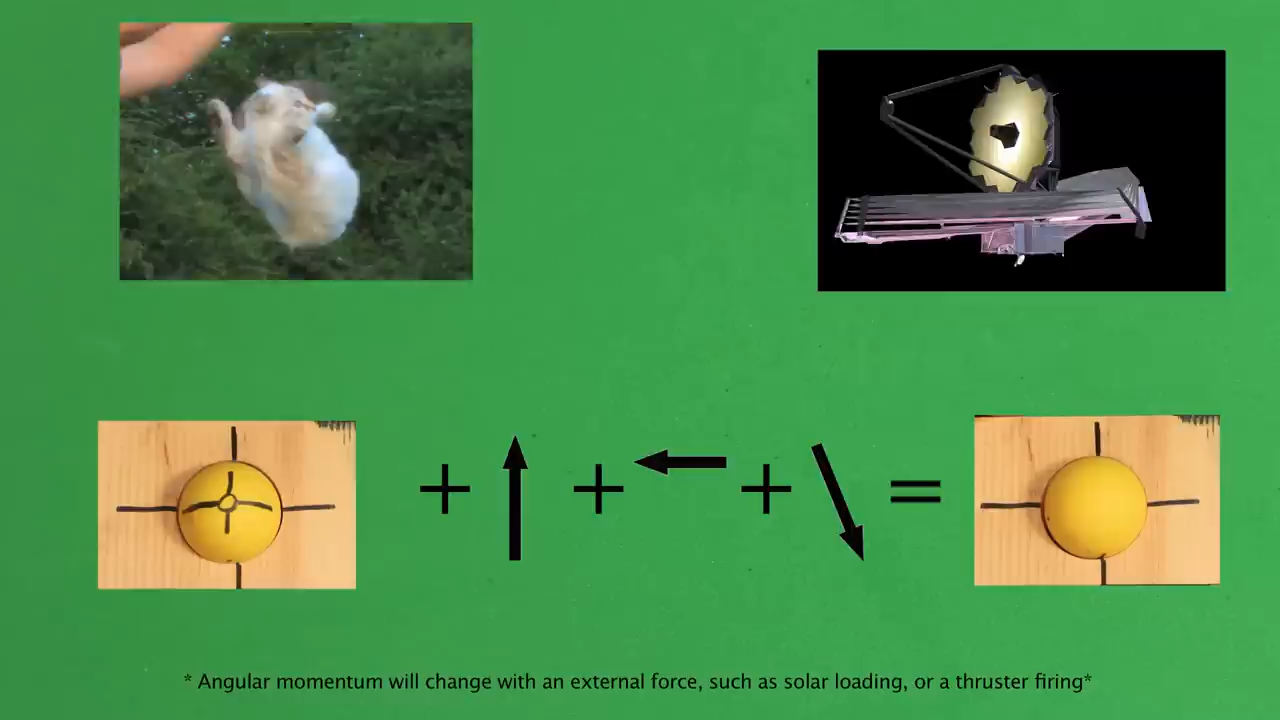 + + + =
* Angular momentum will change with an external force, such as solar loading, or a thruster firing*